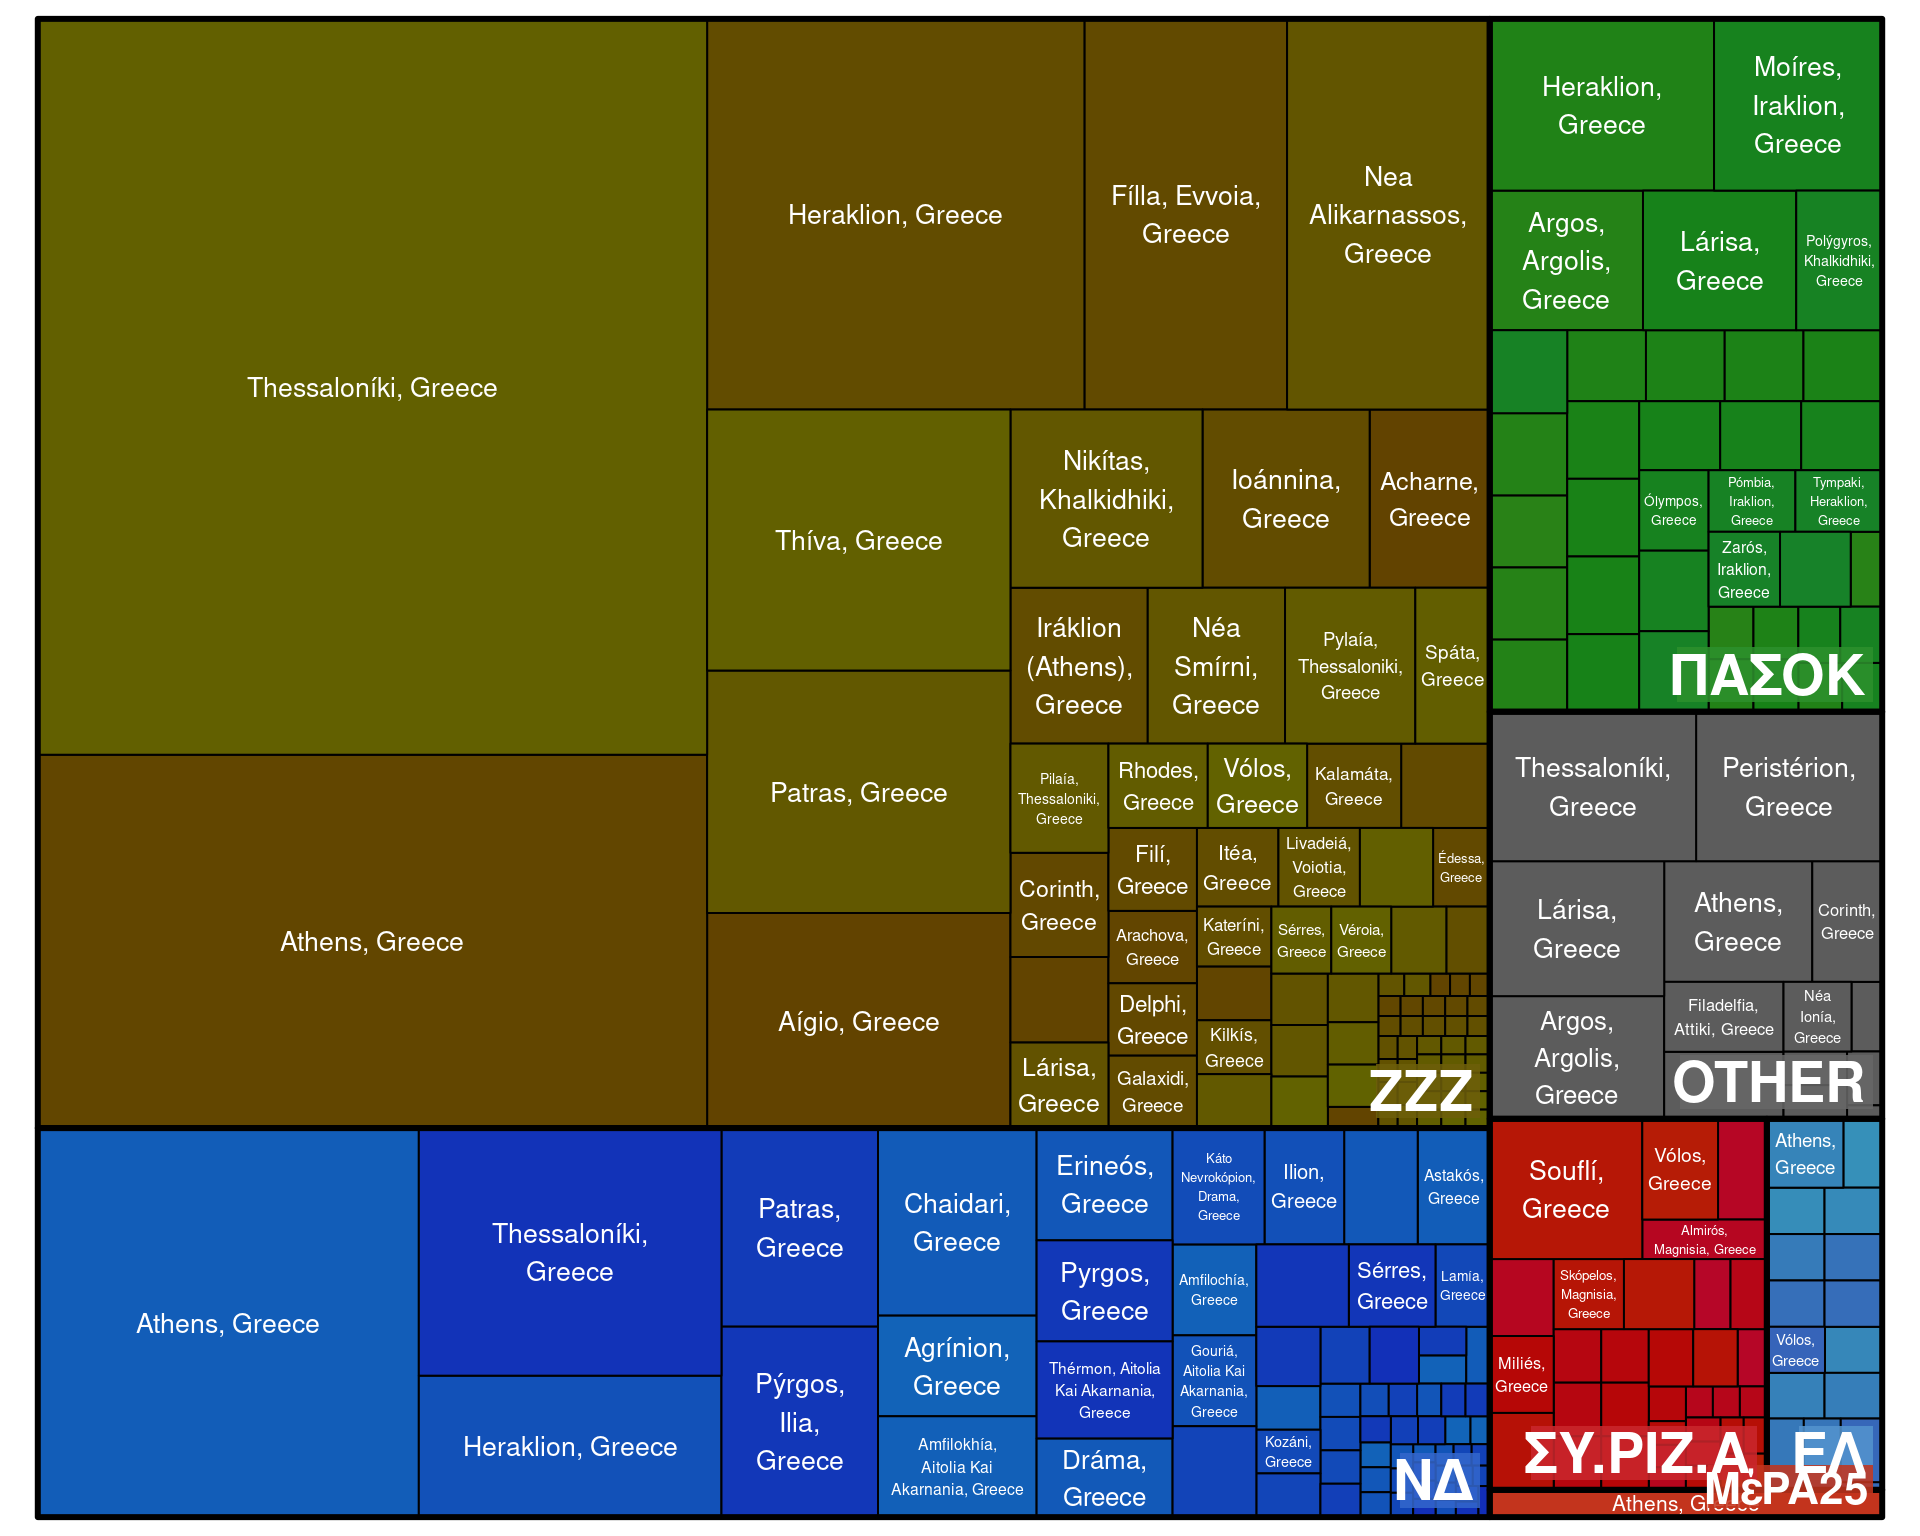 Thessaloníki, Greece
Athens, Greece
Heraklion, Greece
Fílla, Evvoia,
Greece
Nea
Alikarnassos,
Greece
Thíva, Greece
Patras, Greece
Aígio, Greece
Nikítas,
Khalkidhiki,
Greece
Ioánnina,
Greece
Acharne,
Greece
Iráklion
(Athens),
Greece
Néa
Smírni,
Greece
Pylaía,
Thessaloniki,
Greece
Spáta,
Greece
Pilaía,
Thessaloniki,
Greece
Rhodes,
Greece
Vólos,
Greece
Kalamáta,
Greece
Corinth,
Greece
Filí,
Greece
Itéa,
Greece
Livadeiá,
Voiotia,
Greece
Édessa,
Greece
Arachova,
Greece
Kateríni,
Greece
Sérres,
Greece
Véroia,
Greece
Delphi,
Greece
Kilkís,
Greece
Lárisa,
Greece
Galaxidi,
Greece
ZZZ
Athens, Greece
Thessaloníki,
Greece
Heraklion, Greece
Patras,
Greece
Pýrgos,
Ilia,
Greece
Chaidari,
Greece
Agrínion,
Greece
Amfilokhía,
Aitolia Kai
Akarnania, Greece
Erineós,
Greece
Pyrgos,
Greece
Thérmon, Aitolia
Kai Akarnania,
Greece
Dráma,
Greece
Káto
Nevrokópion,
Drama,
Greece
Ilion,
Greece
Astakós,
Greece
Amfilochía,
Greece
Sérres,
Greece
Lamía,
Greece
Gouriá,
Aitolia Kai
Akarnania,
Greece
Kozáni,
Greece
ΝΔ
Heraklion,
Greece
Moíres,
Iraklion,
Greece
Argos,
Argolis,
Greece
Lárisa,
Greece
Polýgyros,
Khalkidhiki,
Greece
Ólympos,
Greece
Pómbia,
Iraklion,
Greece
Tympaki,
Heraklion,
Greece
Zarós,
Iraklion,
Greece
ΠΑΣΟΚ
Thessaloníki,
Greece
Peristérion,
Greece
Lárisa,
Greece
Athens,
Greece
Corinth,
Greece
Argos,
Argolis,
Greece
Filadelfia,
Attiki, Greece
Néa
Ionía,
Greece
OTHER
Souflí,
Greece
Vólos,
Greece
Almirós,
Magnisia, Greece
Skópelos,
Magnisia,
Greece
Miliés,
Greece
ΣΥ.ΡΙΖ.Α
Athens,
Greece
Vólos,
Greece
ΕΛ
Athens, Greece
ΜέΡΑ25